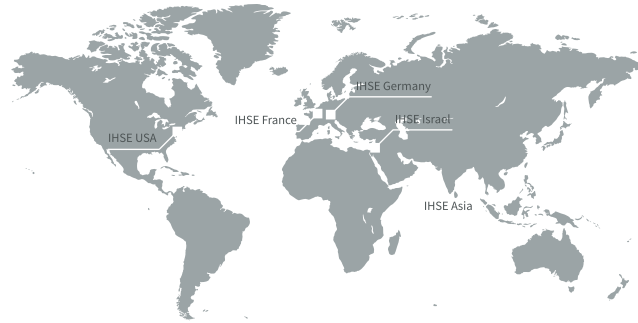 IHSE Germany
IHSE France
IHSE Israel
IHSE USA
IHSE Asia